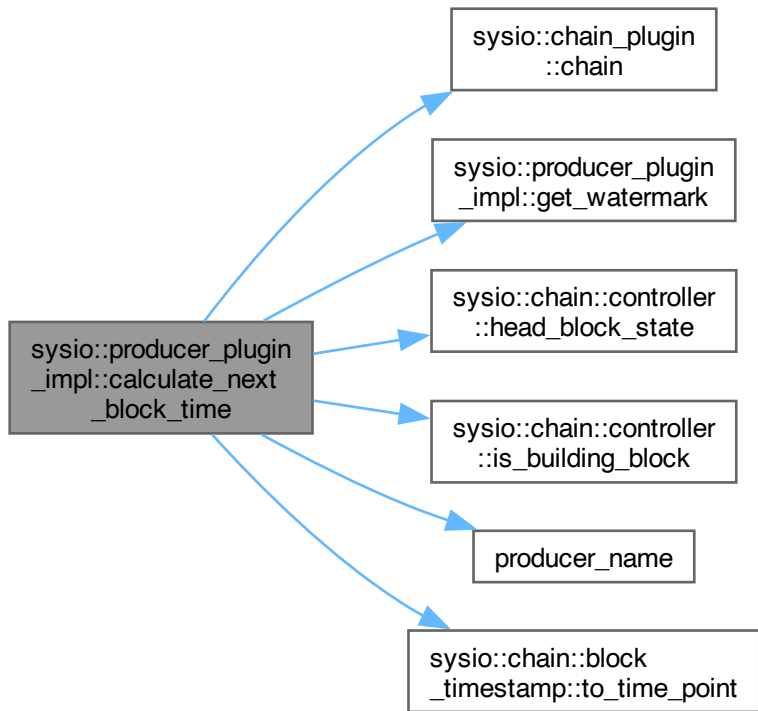 sysio::chain_plugin
::chain
sysio::producer_plugin
_impl::get_watermark
sysio::chain::controller
::head_block_state
sysio::producer_plugin
_impl::calculate_next
_block_time
sysio::chain::controller
::is_building_block
producer_name
sysio::chain::block
_timestamp::to_time_point